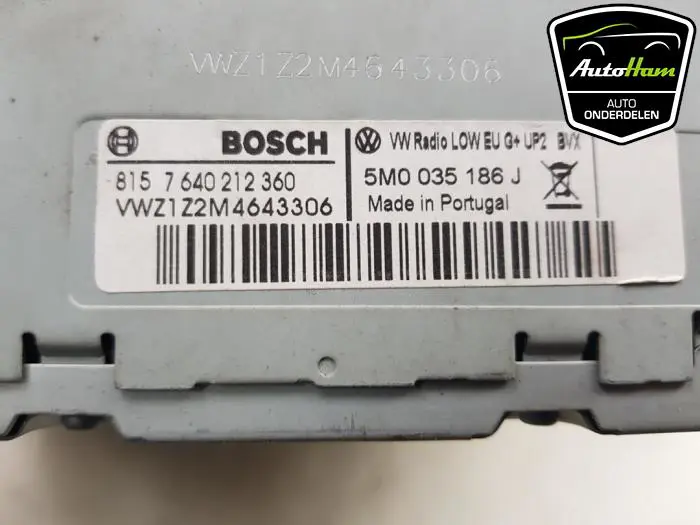 AutoHam
AUTO
ONDERDELEN
VWZ1Z2M4643306
BOSCH
815 7 640 212 360
VWZ1Z2M4643306
VW Radio LOW EU G+ UP2 BVX
5M0 035 186 J
Made in Portugal